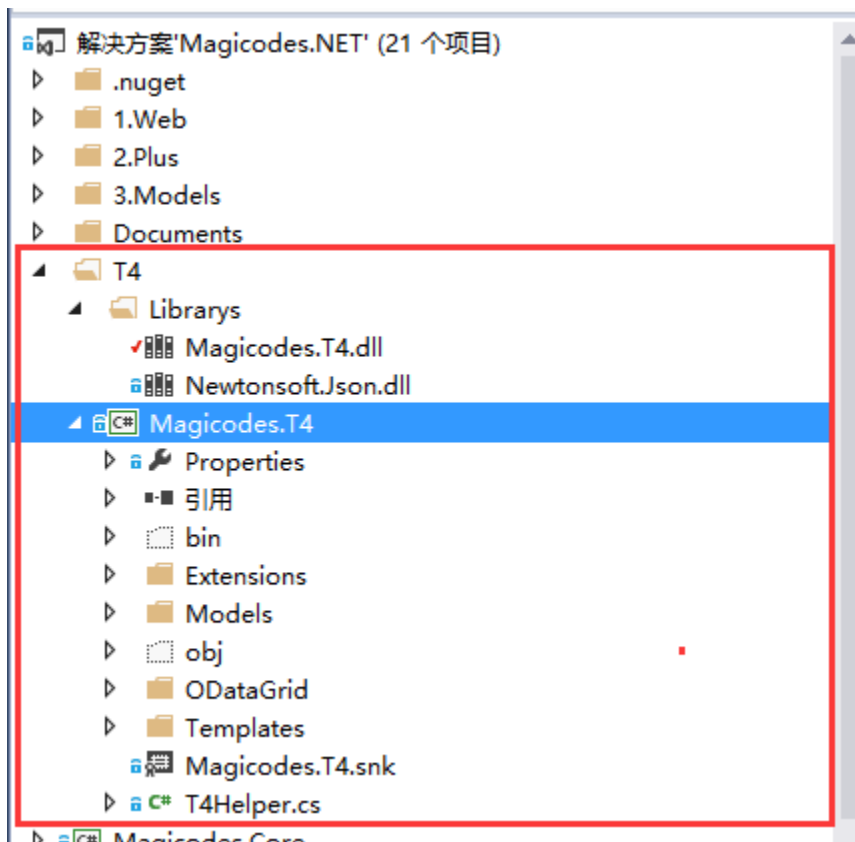 解决方案'Magicodes.NET' (21 个项目)
.nuget
1.Web
2.Plus
3.Models
Documents
T4
Librarys
Magicodes.T4.dll
Newtonsoft.Json.dll
C# Magicodes.T4
Properties
引用
bin
Extensions
Models
obj
ODataGrid
Templates
Magicodes.T4.snk
C# T4Helper.cs
C# Magicodes.Core